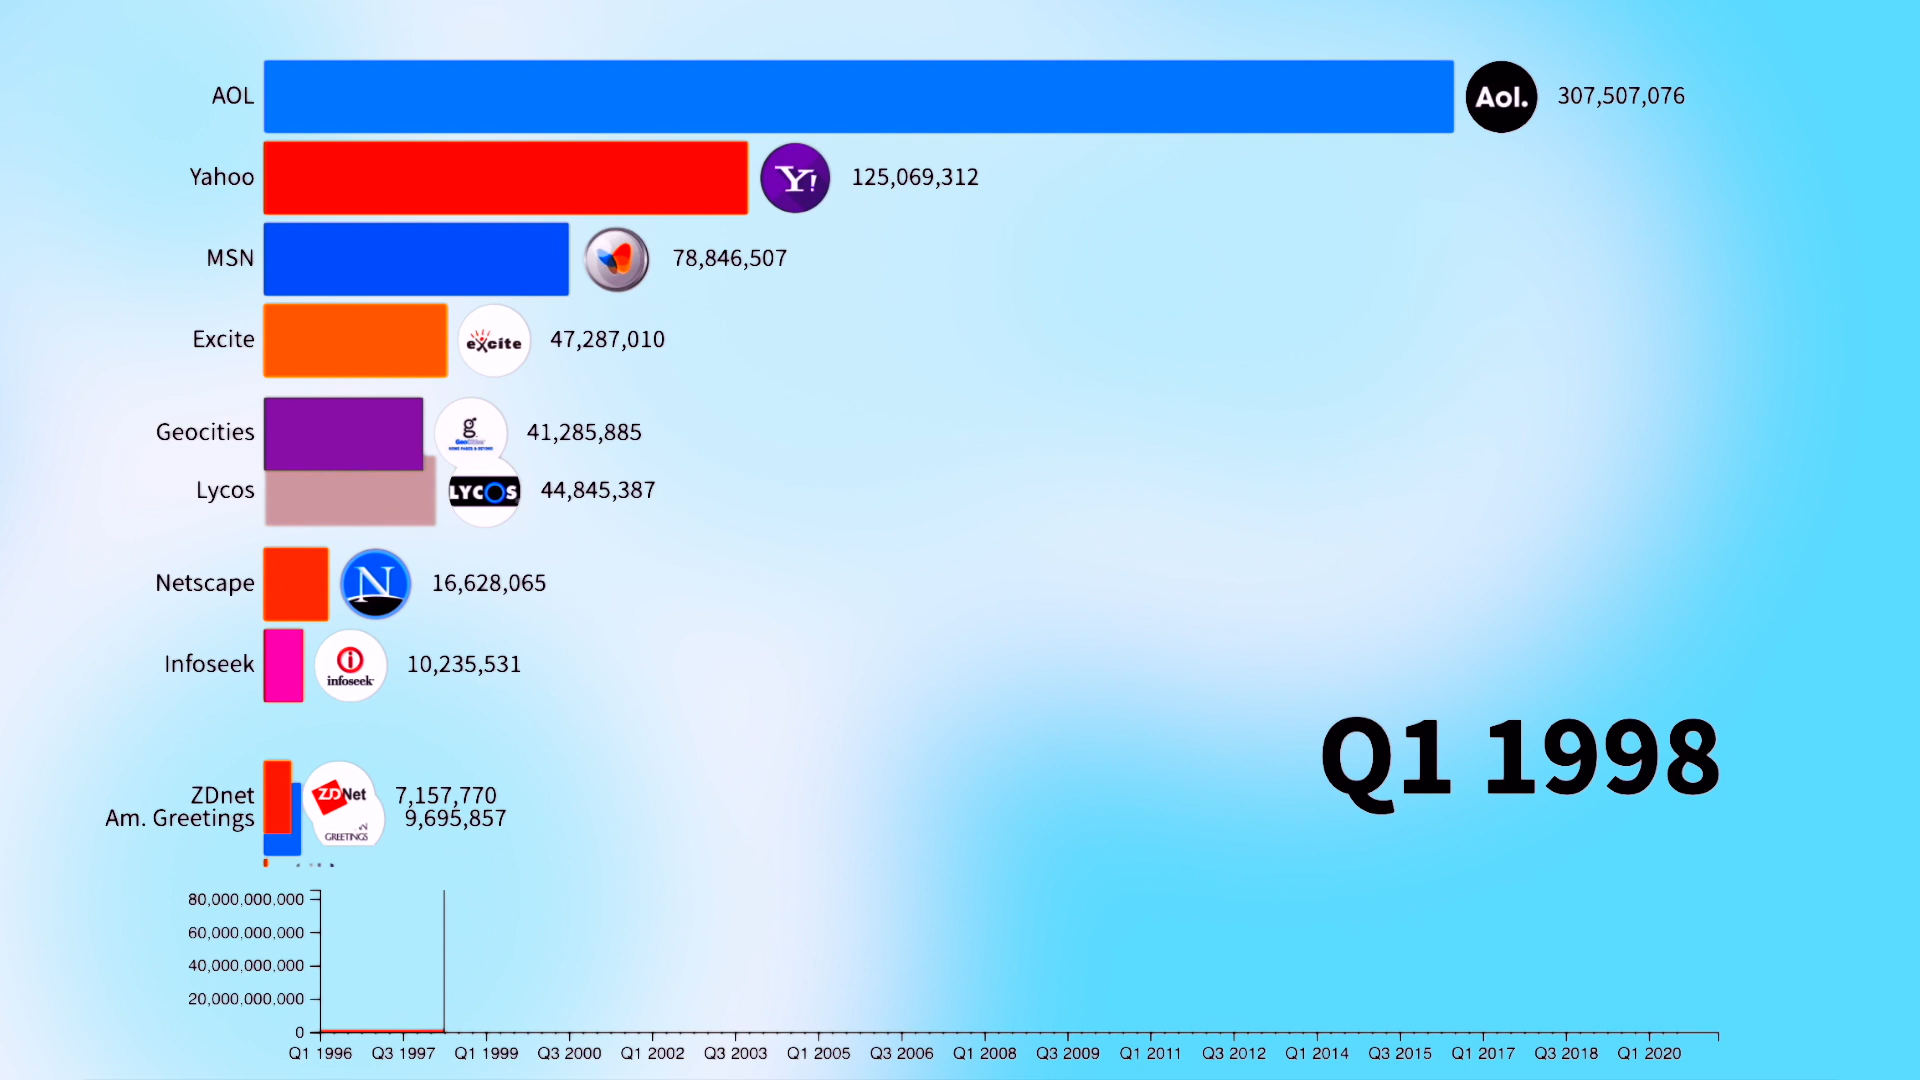 AOL Aol. 307,507,076
Yahoo Y! 125,069,312
MSN 78,846,507
Excite excite 47,287,010
Geocities g GeoCities 41,285,885
Lycos LYCOS 44,845,387
Netscape N 16,628,065
Infoseek infoseek 10,235,531
Q1 1998
ZDnet ZDNet 7,157,770
Am. Greetings GREETINGS 9,695,857
80,000,000,000
60,000,000,000
40,000,000,000
20,000,000,000
0
Q1 1996 Q3 1997 Q1 1999 Q3 2000 Q1 2002 Q3 2003 Q1 2005 Q3 2006 Q1 2008 Q3 2009 Q1 2011 Q3 2012 Q1 2014 Q3 2015 Q1 2017 Q3 2018 Q1 2020